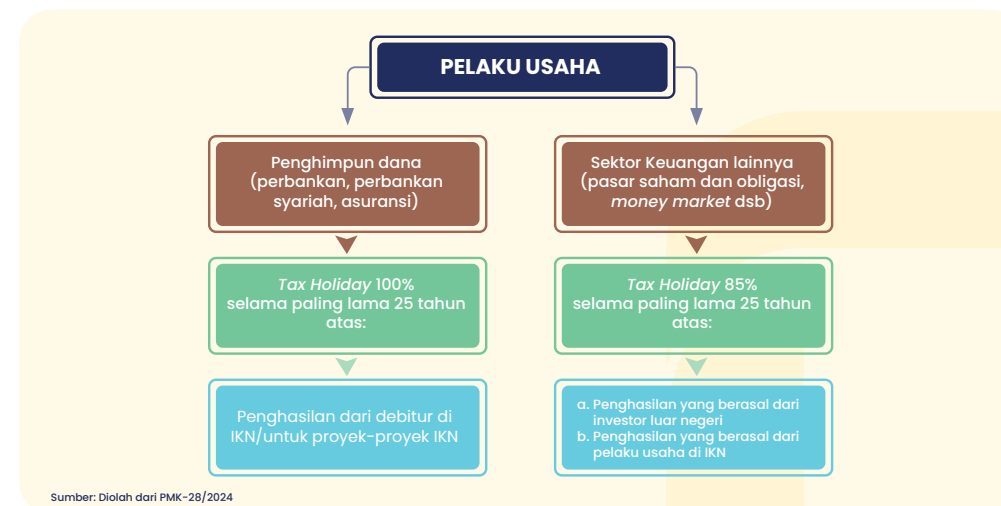 PELAKU USAHA
Penghimpun dana
(perbankan, perbankan
syariah, asuransi)
Tax Holiday 100%
selama paling lama 25 tahun
atas:
Penghasilan dari debitur di
IKN/untuk proyek-proyek IKN
Sektor Keuangan lainnya
(pasar saham dan obligasi,
money market dsb)
Tax Holiday 85%
selama paling lama 25 tahun
atas:
a. Penghasilan yang berasal dari
investor luar negeri
b. Penghasilan yang berasal dari
pelaku usaha di IKN
Sumber: Diolah dari PMK-28/2024